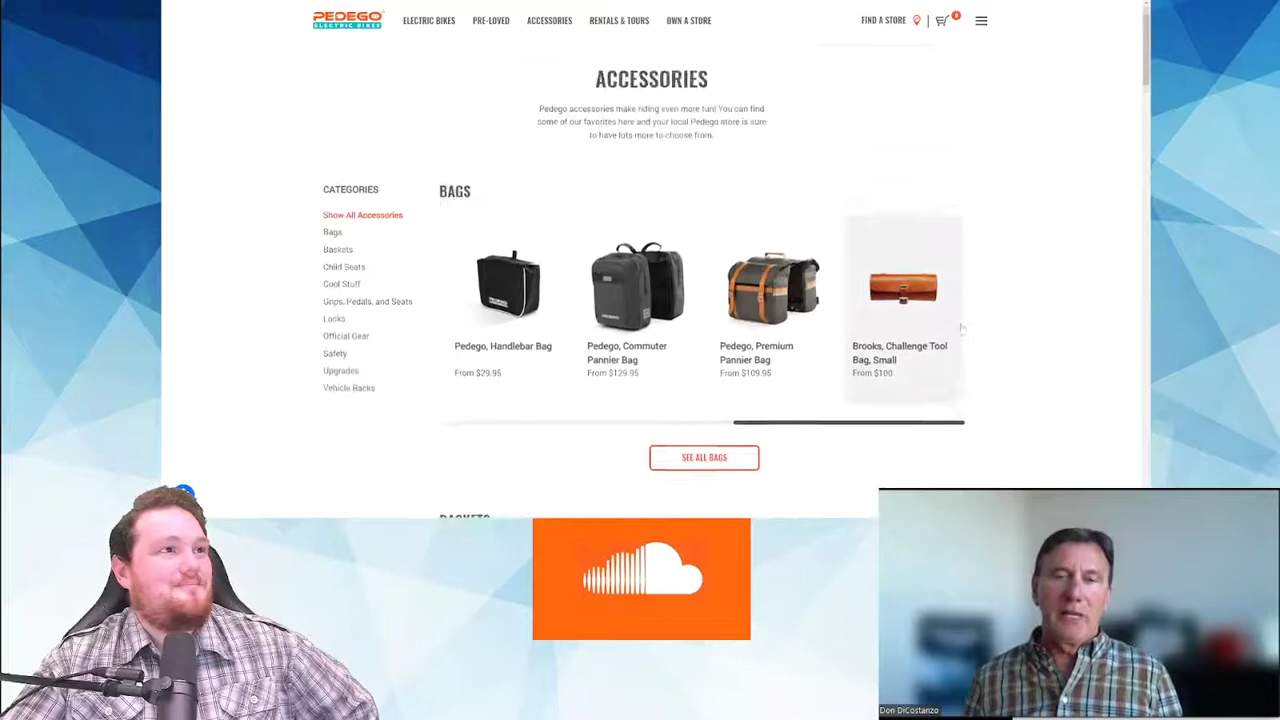 PEDEGO
ELECTRIC BIKES
ELECTRIC BIKES
PRE-LOVED
ACCESSORIES
RENTALS & TOURS
OWN A STORE
FIND A STORE
0
ACCESSORIES
Pedego accessories make riding even more fun! You can find
some of our favorites here and your local Pedego store is sure
to have lots more to choose from.
CATEGORIES
Show All Accessories
Bags
Baskets
Child Seats
Cool Stuff
Grips, Pedals, and Seats
Locks
Official Gear
Safety
Upgrades
Vehicle Racks
BAGS
Pedego, Handlebar Bag
From $29.95
Pedego, Commuter
Pannier Bag
From $129.95
Pedego, Premium
Pannier Bag
From $109.95
Brooks, Challenge Tool
Bag, Small
From $100
SEE ALL BAGS
BASKETS
Don DiCostanzo